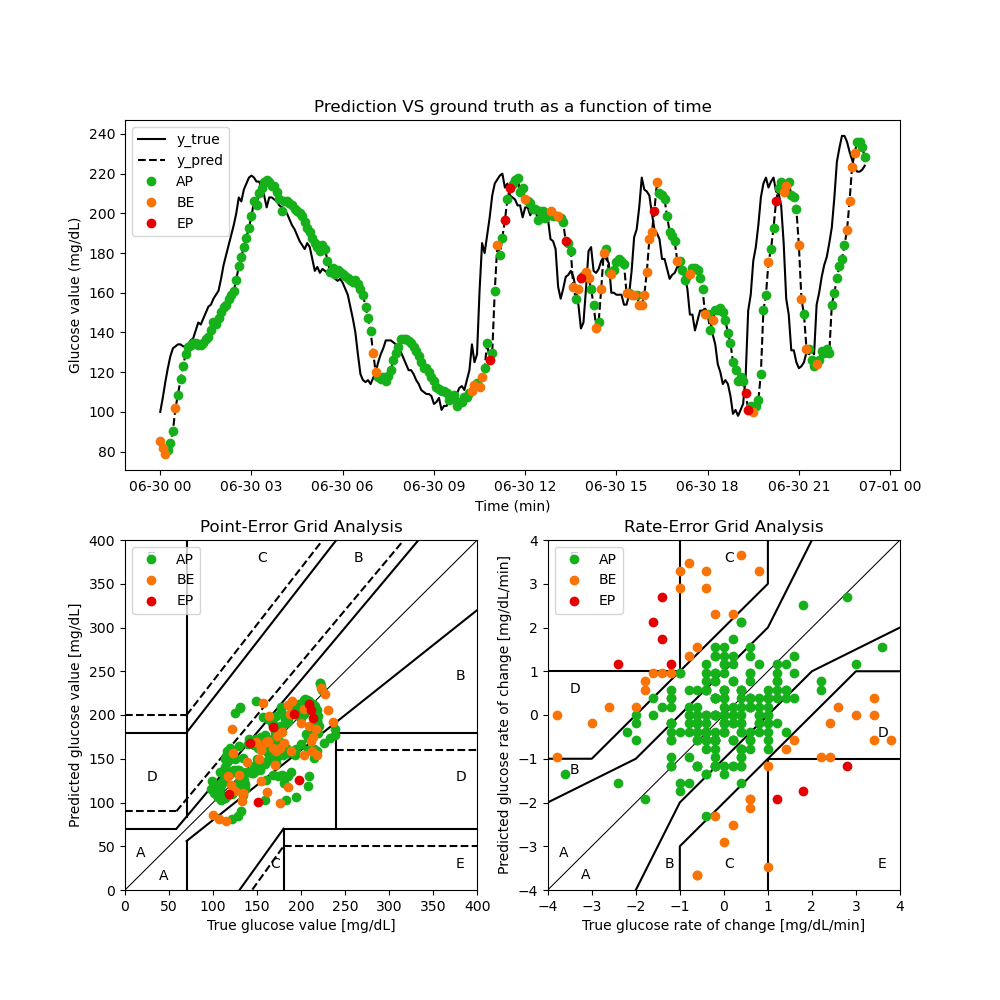 Prediction VS ground truth as a function of time
Glucose value (mg/dL)
240
220
200
180
160
140
120
100
80
y_true
y_pred
AP
BE
EP
06-30 00 06-30 03 06-30 06 06-30 09 06-30 12 06-30 15 06-30 18 06-30 21 07-01 00
Time (min)
Point-Error Grid Analysis
Predicted glucose value [mg/dL]
400
350
300
250
200
150
100
50
0
AP
BE
EP
C B
B
D D
A C E
A
0 50 100 150 200 250 300 350 400
True glucose value [mg/dL]
Rate-Error Grid Analysis
Predicted glucose rate of change [mg/dL/min]
4
3
2
1
0
−1
−2
−3
−4
AP
BE
EP
C
D
D
B
A
B C E
A
−4 −3 −2 −1 0 1 2 3 4
True glucose rate of change [mg/dL/min]